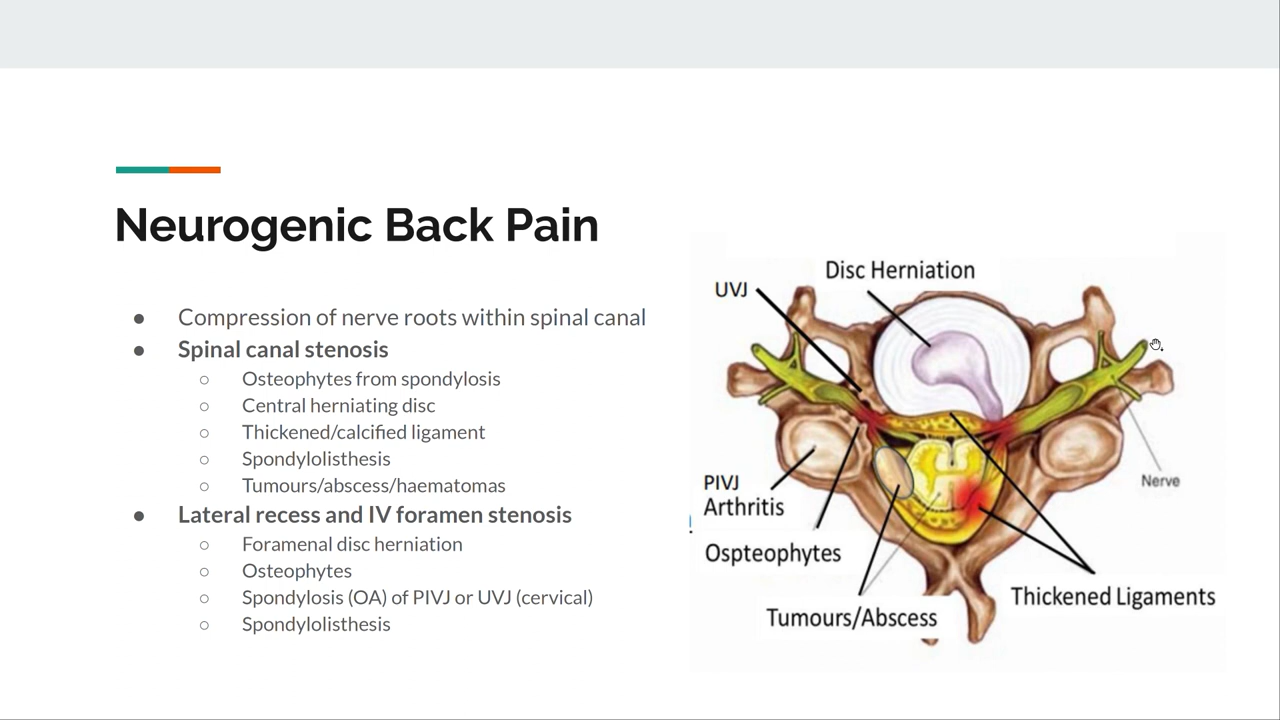 Neurogenic Back Pain
● Compression of nerve roots within spinal canal
● Spinal canal stenosis
○ Osteophytes from spondylosis
○ Central herniating disc
○ Thickened/calcified ligament
○ Spondylolisthesis
○ Tumours/abscess/haematomas
● Lateral recess and IV foramen stenosis
○ Foramenal disc herniation
○ Osteophytes
○ Spondylosis (OA) of PIVJ or UVJ (cervical)
○ Spondylolisthesis
Disc Herniation
UVJ
Nerve
PIVJ
Arthritis
Ospteophytes
Thickened Ligaments
Tumours/Abscess